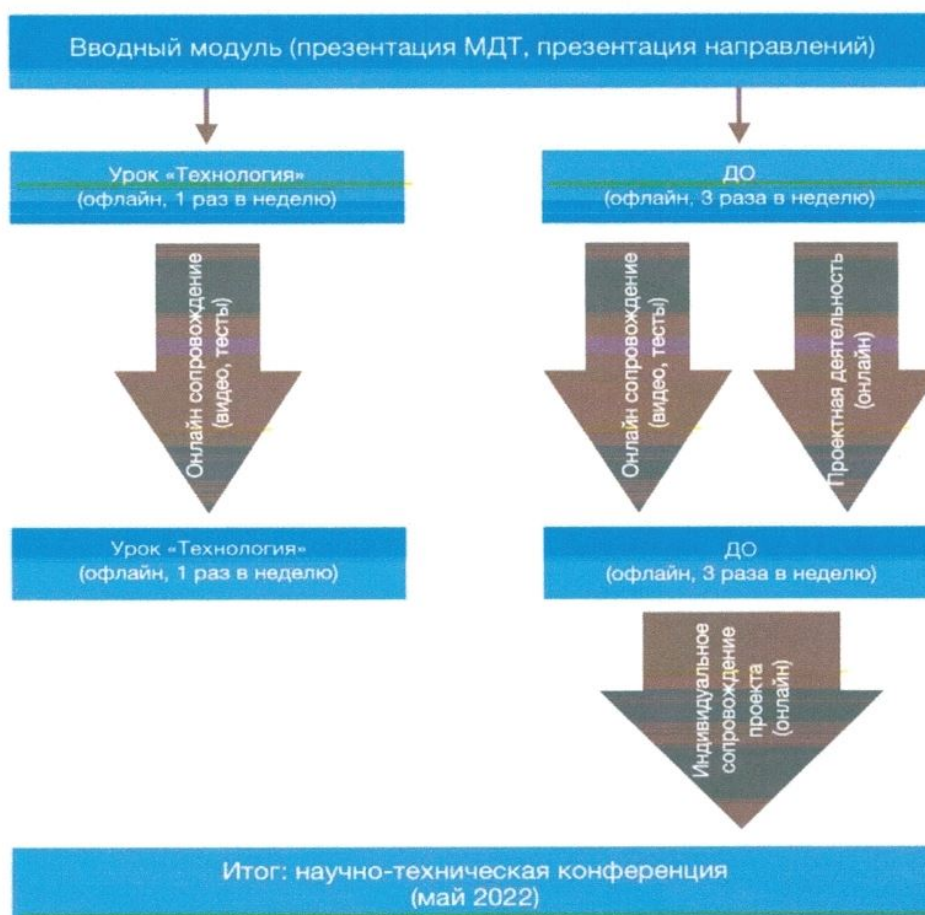 Вводный модуль (презентация МДТ, презентация направлений)
Урок «Технология»
(офлайн, 1 раз в неделю)
ДО
(офлайн, 3 раза в неделю)
Онлайн сопровождение
(видео, тесты)
Онлайн сопровождение
(видео, тесты)
Проектная деятельность
(онлайн)
Урок «Технология»
(офлайн, 1 раз в неделю)
ДО
(офлайн, 3 раза в неделю)
Индивидуальное
сопровождение
проекта
(онлайн)
Итог: научно-техническая конференция
(май 2022)